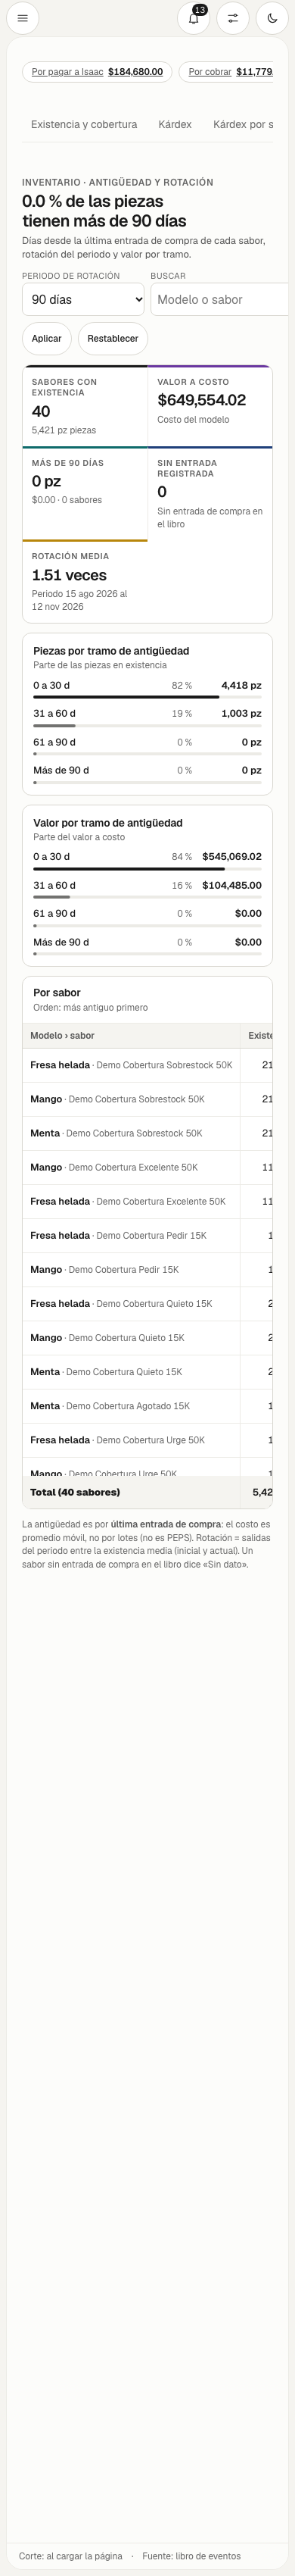 13
Por pagar a Isaac $184,680.00 Por cobrar $11,779.
Existencia y cobertura Kárdex Kárdex por s
INVENTARIO · ANTIGÜEDAD Y ROTACIÓN
0.0 % de las piezas
tienen más de 90 días
Días desde la última entrada de compra de cada sabor,
rotación del periodo y valor por tramo.
PERIODO DE ROTACIÓN BUSCAR
90 días Modelo o sabor
Aplicar Restablecer
SABORES CON
EXISTENCIA
40
5,421 pz piezas
VALOR A COSTO
$649,554.02
Costo del modelo
MÁS DE 90 DÍAS
0 pz
$0.00 · 0 sabores
SIN ENTRADA
REGISTRADA
0
Sin entrada de compra en
el libro
ROTACIÓN MEDIA
1.51 veces
Periodo 15 ago 2026 al
12 nov 2026
Piezas por tramo de antigüedad
Parte de las piezas en existencia
0 a 30 d 82 % 4,418 pz
31 a 60 d 19 % 1,003 pz
61 a 90 d 0 % 0 pz
Más de 90 d 0 % 0 pz
Valor por tramo de antigüedad
Parte del valor a costo
0 a 30 d 84 % $545,069.02
31 a 60 d 16 % $104,485.00
61 a 90 d 0 % $0.00
Más de 90 d 0 % $0.00
Por sabor
Orden: más antiguo primero
Modelo › sabor Existe
Fresa helada · Demo Cobertura Sobrestock 50K 21
Mango · Demo Cobertura Sobrestock 50K 21
Menta · Demo Cobertura Sobrestock 50K 21
Mango · Demo Cobertura Excelente 50K 11
Fresa helada · Demo Cobertura Excelente 50K 11
Fresa helada · Demo Cobertura Pedir 15K 1
Mango · Demo Cobertura Pedir 15K 1
Fresa helada · Demo Cobertura Quieto 15K 2
Mango · Demo Cobertura Quieto 15K 2
Menta · Demo Cobertura Quieto 15K 2
Menta · Demo Cobertura Agotado 15K 1
Fresa helada · Demo Cobertura Urge 50K 1
Mango · Demo Cobertura Urge 50K 1
Total (40 sabores) 5,42
La antigüedad es por última entrada de compra: el costo es
promedio móvil, no por lotes (no es PEPS). Rotación = salidas
del periodo entre la existencia media (inicial y actual). Un
sabor sin entrada de compra en el libro dice «Sin dato».
Corte: al cargar la página · Fuente: libro de eventos